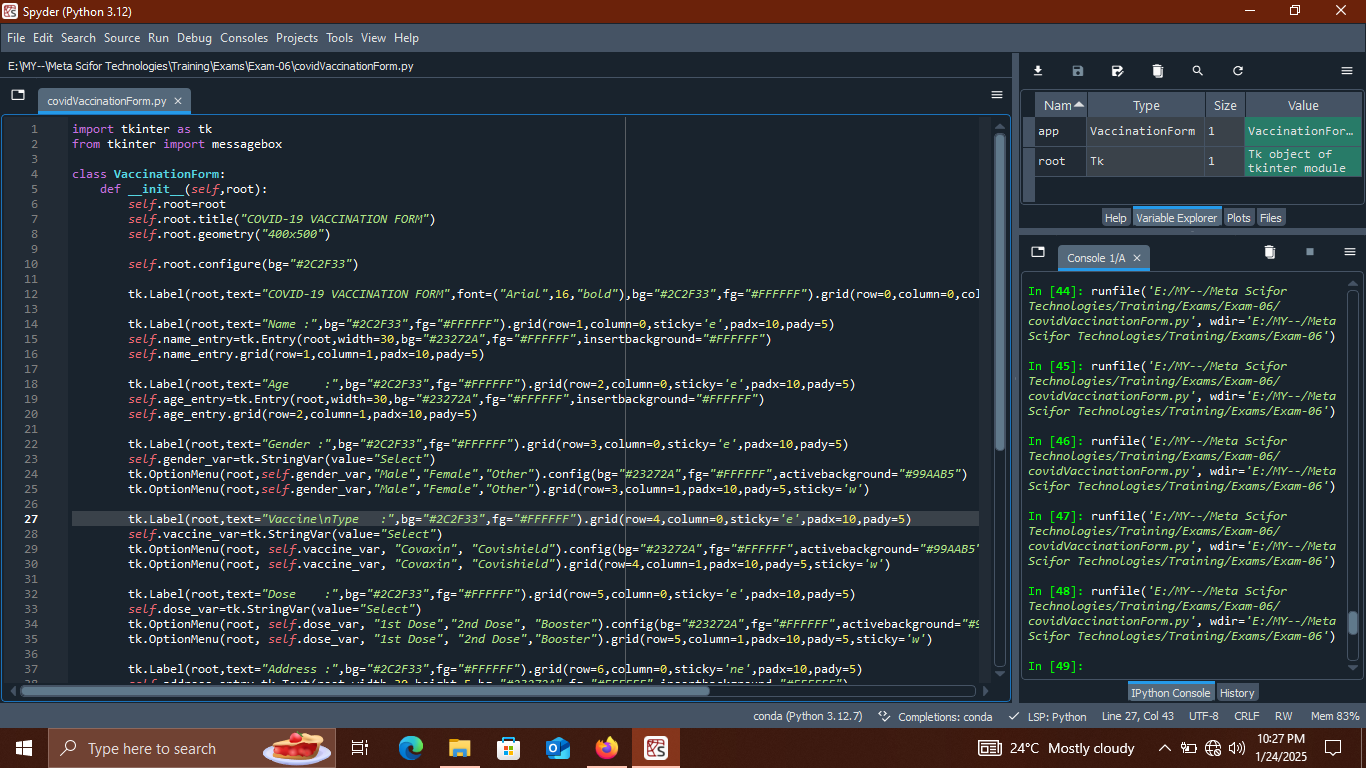 Spyder (Python 3.12)
File Edit Search Source Run Debug Consoles Projects Tools View Help
E:\MY--\Meta Scifor Technologies\Training\Exams\Exam-06\covidVaccinationForm.py
covidVaccinationForm.py
1 import tkinter as tk
2 from tkinter import messagebox
3
4 class VaccinationForm:
5     def __init__(self,root):
6         self.root=root
7         self.root.title("COVID-19 VACCINATION FORM")
8         self.root.geometry("400x500")
9
10         self.root.configure(bg="#2C2F33")
11
12         tk.Label(root,text="COVID-19 VACCINATION FORM",font=("Arial",16,"bold"),bg="#2C2F33",fg="#FFFFFF").grid(row=0,column=0,col
13
14         tk.Label(root,text="Name :",bg="#2C2F33",fg="#FFFFFF").grid(row=1,column=0,sticky='e',padx=10,pady=5)
15         self.name_entry=tk.Entry(root,width=30,bg="#23272A",fg="#FFFFFF",insertbackground="#FFFFFF")
16         self.name_entry.grid(row=1,column=1,padx=10,pady=5)
17
18         tk.Label(root,text="Age     :",bg="#2C2F33",fg="#FFFFFF").grid(row=2,column=0,sticky='e',padx=10,pady=5)
19         self.age_entry=tk.Entry(root,width=30,bg="#23272A",fg="#FFFFFF",insertbackground="#FFFFFF")
20         self.age_entry.grid(row=2,column=1,padx=10,pady=5)
21
22         tk.Label(root,text="Gender :",bg="#2C2F33",fg="#FFFFFF").grid(row=3,column=0,sticky='e',padx=10,pady=5)
23         self.gender_var=tk.StringVar(value="Select")
24         tk.OptionMenu(root,self.gender_var,"Male","Female","Other").config(bg="#23272A",fg="#FFFFFF",activebackground="#99AAB5")
25         tk.OptionMenu(root,self.gender_var,"Male","Female","Other").grid(row=3,column=1,padx=10,pady=5,sticky='w')
26
27         tk.Label(root,text="Vaccine\nType   :",bg="#2C2F33",fg="#FFFFFF").grid(row=4,column=0,sticky='e',padx=10,pady=5)
28         self.vaccine_var=tk.StringVar(value="Select")
29         tk.OptionMenu(root, self.vaccine_var, "Covaxin", "Covishield").config(bg="#23272A",fg="#FFFFFF",activebackground="#99AAB5"
30         tk.OptionMenu(root, self.vaccine_var, "Covaxin", "Covishield").grid(row=4,column=1,padx=10,pady=5,sticky='w')
31
32         tk.Label(root,text="Dose    :",bg="#2C2F33",fg="#FFFFFF").grid(row=5,column=0,sticky='e',padx=10,pady=5)
33         self.dose_var=tk.StringVar(value="Select")
34         tk.OptionMenu(root, self.dose_var, "1st Dose","2nd Dose", "Booster").config(bg="#23272A",fg="#FFFFFF",activebackground="#9
35         tk.OptionMenu(root, self.dose_var, "1st Dose", "2nd Dose","Booster").grid(row=5,column=1,padx=10,pady=5,sticky='w')
36
37         tk.Label(root,text="Address :",bg="#2C2F33",fg="#FFFFFF").grid(row=6,column=0,sticky='ne',padx=10,pady=5)
Nam Type Size Value
app VaccinationForm 1 VaccinationFor…
root Tk 1 Tk object of
tkinter module
Help Variable Explorer Plots Files
Console 1/A
In [44]: runfile('E:/MY--/Meta Scifor
Technologies/Training/Exams/Exam-06/
covidVaccinationForm.py', wdir='E:/MY--/Meta
Scifor Technologies/Training/Exams/Exam-06')
In [45]: runfile('E:/MY--/Meta Scifor
Technologies/Training/Exams/Exam-06/
covidVaccinationForm.py', wdir='E:/MY--/Meta
Scifor Technologies/Training/Exams/Exam-06')
In [46]: runfile('E:/MY--/Meta Scifor
Technologies/Training/Exams/Exam-06/
covidVaccinationForm.py', wdir='E:/MY--/Meta
Scifor Technologies/Training/Exams/Exam-06')
In [47]: runfile('E:/MY--/Meta Scifor
Technologies/Training/Exams/Exam-06/
covidVaccinationForm.py', wdir='E:/MY--/Meta
Scifor Technologies/Training/Exams/Exam-06')
In [48]: runfile('E:/MY--/Meta Scifor
Technologies/Training/Exams/Exam-06/
covidVaccinationForm.py', wdir='E:/MY--/Meta
Scifor Technologies/Training/Exams/Exam-06')
In [49]:
IPython Console History
conda (Python 3.12.7) Completions: conda LSP: Python Line 27, Col 43 UTF-8 CRLF RW Mem 83%
Type here to search
24°C Mostly cloudy
10:27 PM
1/24/2025